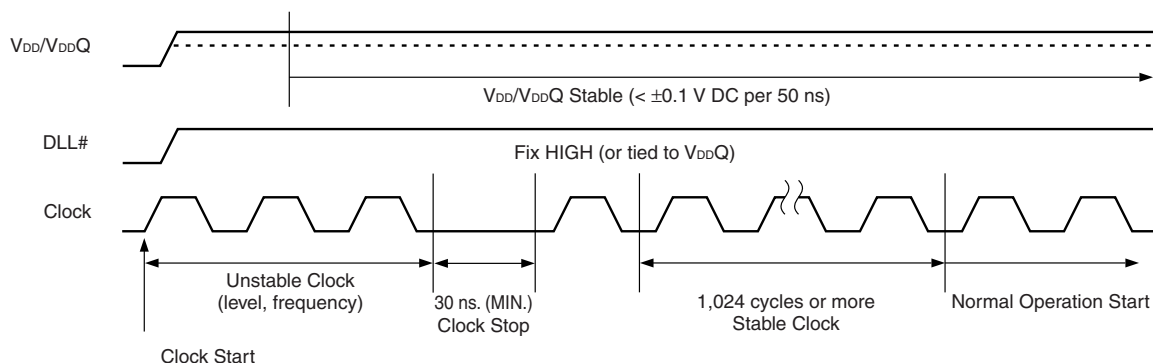 VDD/VDDQ
VDD/VDDQ Stable (< ±0.1 V DC per 50 ns)
DLL#
Fix HIGH (or tied to VDDQ)
Clock
Unstable Clock
(level, frequency)
30 ns. (MIN.)
Clock Stop
1,024 cycles or more
Stable Clock
Normal Operation Start
Clock Start